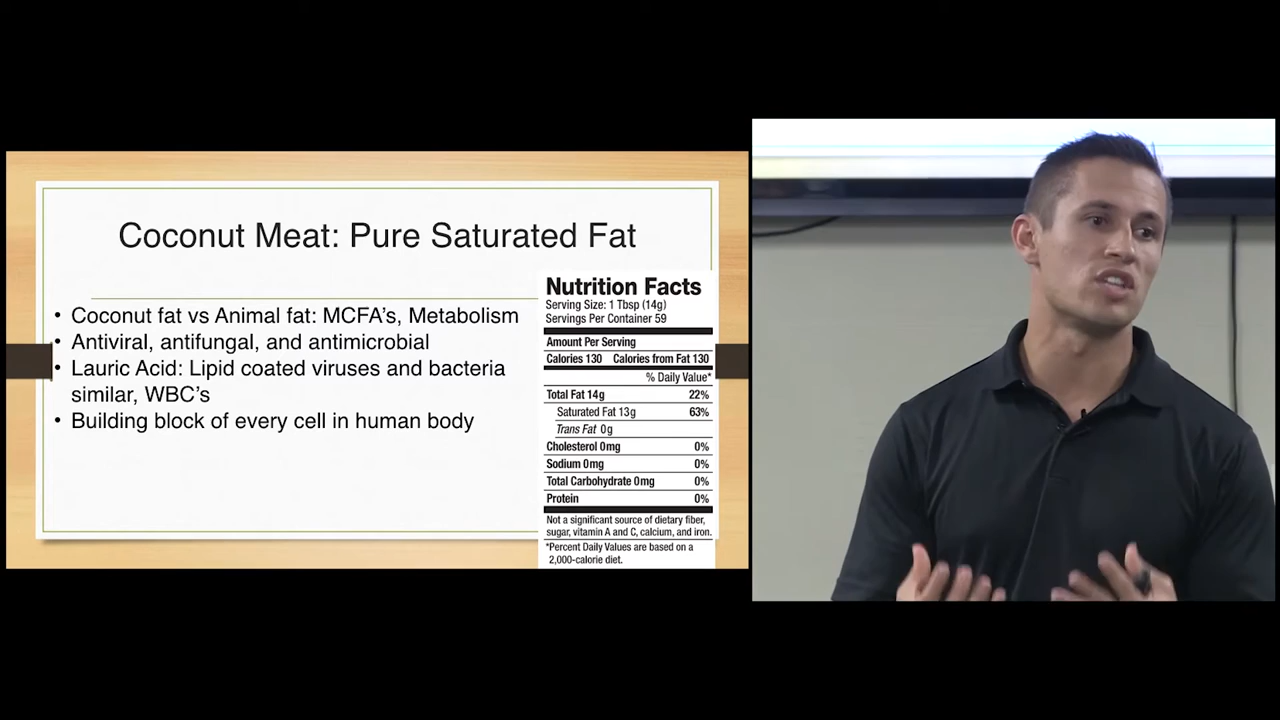 Coconut Meat: Pure Saturated Fat
• Coconut fat vs Animal fat: MCFA's, Metabolism
• Antiviral, antifungal, and antimicrobial
• Lauric Acid: Lipid coated viruses and bacteria
similar, WBC's
• Building block of every cell in human body
Nutrition Facts
Serving Size: 1 Tbsp (14g)
Servings Per Container 59
Amount Per Serving
Calories 130 Calories from Fat 130
% Daily Value*
Total Fat 14g 22%
Saturated Fat 13g 63%
Trans Fat 0g
Cholesterol 0mg 0%
Sodium 0mg 0%
Total Carbohydrate 0mg 0%
Protein 0%
Not a significant source of dietary fiber,
sugar, vitamin A and C, calcium, and iron.
*Percent Daily Values are based on a
2,000-calorie diet.